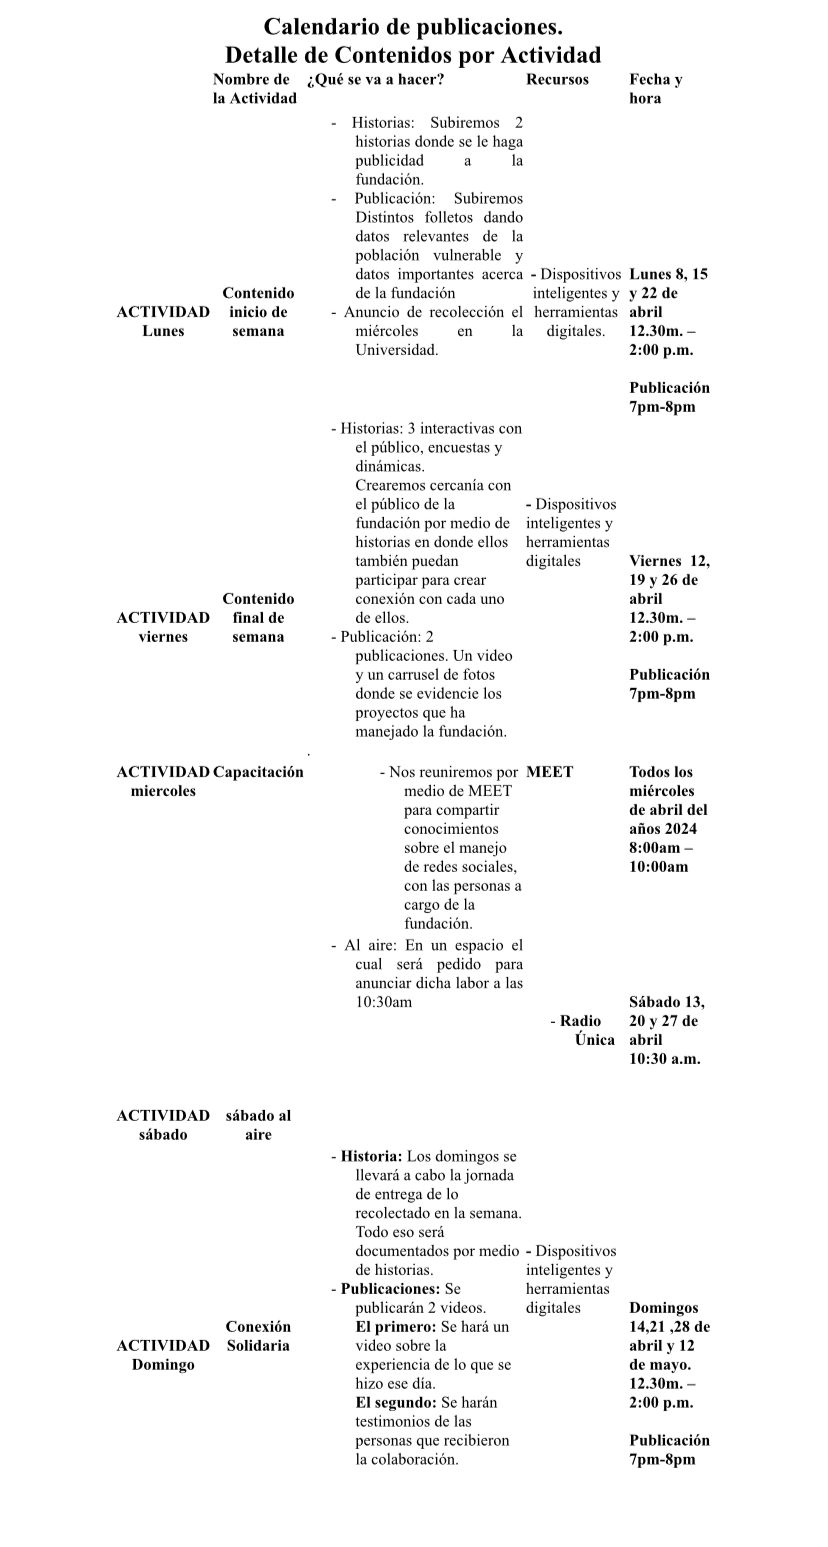 Calendario de publicaciones.
Detalle de Contenidos por Actividad
Nombre de la Actividad
¿Qué se va a hacer?
Recursos
Fecha y hora
ACTIVIDAD
Lunes
Contenido
inicio de
semana
- Historias: Subiremos 2
historias donde se le haga
publicidad a la
fundación.
- Publicación: Subiremos
Distintos folletos dando
datos relevantes de la
población vulnerable y
datos importantes acerca
de la fundación
- Anuncio de recolección el
miércoles en la
Universidad.
- Dispositivos
inteligentes y
herramientas
digitales.
Lunes 8, 15
y 22 de
abril
12.30m. –
2:00 p.m.
Publicación
7pm-8pm
ACTIVIDAD
viernes
Contenido
final de
semana
- Historias: 3 interactivas con
el público, encuestas y
dinámicas.
Crearemos cercanía con
el público de la
fundación por medio de
historias en donde ellos
también puedan
participar para crear
conexión con cada uno
de ellos.
- Publicación: 2
publicaciones. Un video
y un carrusel de fotos
donde se evidencie los
proyectos que ha
manejado la fundación.
.
- Dispositivos
inteligentes y
herramientas
digitales
Viernes 12,
19 y 26 de
abril
12.30m. –
2:00 p.m.
Publicación
7pm-8pm
ACTIVIDAD
miercoles
Capacitación
- Nos reuniremos por
medio de MEET
para compartir
conocimientos
sobre el manejo
de redes sociales,
con las personas a
cargo de la
fundación.
MEET
Todos los
miércoles
de abril del
años 2024
8:00am –
10:00am
ACTIVIDAD
sábado
sábado al
aire
- Al aire: En un espacio el
cual será pedido para
anunciar dicha labor a las
10:30am
- Radio
Única
Sábado 13,
20 y 27 de
abril
10:30 a.m.
ACTIVIDAD
Domingo
Conexión
Solidaria
- Historia: Los domingos se
llevará a cabo la jornada
de entrega de lo
recolectado en la semana.
Todo eso será
documentados por medio
de historias.
- Publicaciones: Se
publicarán 2 videos.
El primero: Se hará un
video sobre la
experiencia de lo que se
hizo ese día.
El segundo: Se harán
testimonios de las
personas que recibieron
la colaboración.
- Dispositivos
inteligentes y
herramientas
digitales
Domingos
14,21 ,28 de
abril y 12
de mayo.
12.30m. –
2:00 p.m.
Publicación
7pm-8pm